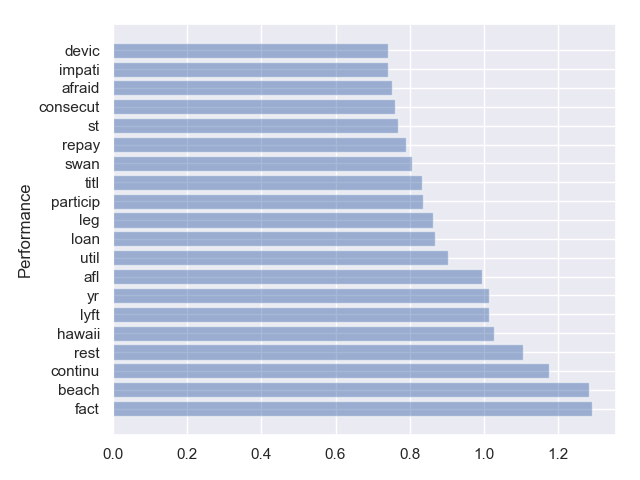 devic
impati
afraid
consecut
st
repay
swan
titl
particip
leg
loan
util
afl
yr
lyft
hawaii
rest
continu
beach
fact
Performance
0.0 0.2 0.4 0.6 0.8 1.0 1.2